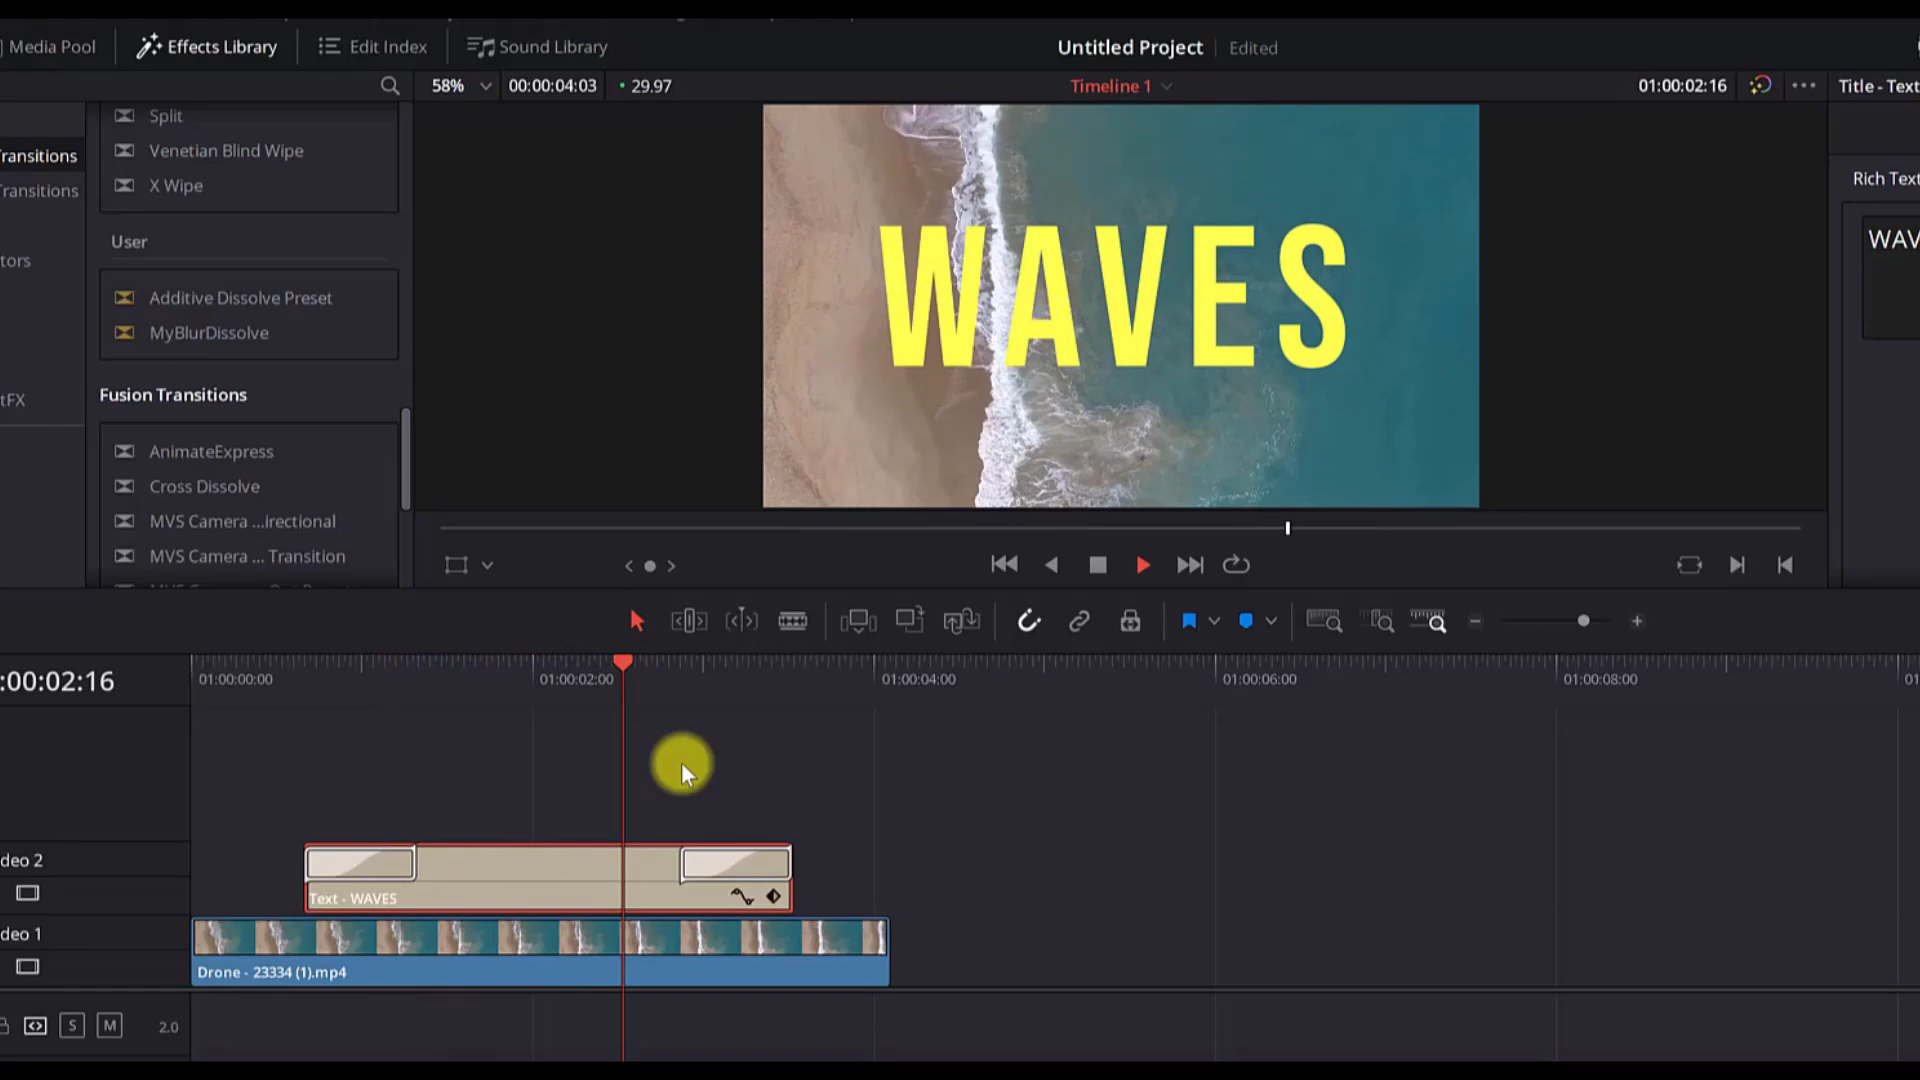 Media Pool
Effects Library
Edit Index
Sound Library
Untitled Project
Edited
58%
00:00:04:03
29.97
Timeline 1
01:00:02:16
Title - Text
Split
Venetian Blind Wipe
X Wipe
ransitions
ransitions
tors
tFX
User
Additive Dissolve Preset
MyBlurDissolve
Fusion Transitions
AnimateExpress
Cross Dissolve
MVS Camera ...irectional
MVS Camera ... Transition
WAVES
Rich Text
WAV
:00:02:16
01:00:00:00
01:00:02:00
01:00:04:00
01:00:06:00
01:00:08:00
01
deo 2
Text - WAVES
deo 1
Drone - 23334 (1).mp4
S
M
2.0